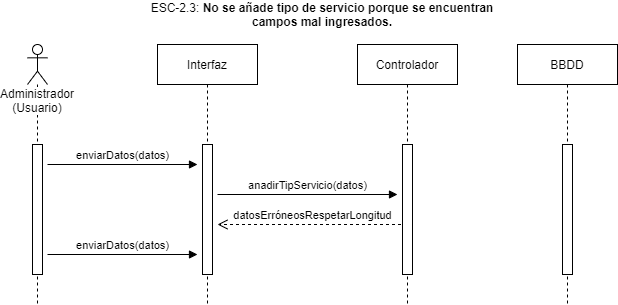 ESC-2.3: No se añade tipo de servicio porque se encuentran
campos mal ingresados.
Interfaz
Controlador
BBDD
Administrador
(Usuario)
enviarDatos(datos)
anadirTipServicio(datos)
datosErróneosRespetarLongitud
enviarDatos(datos)